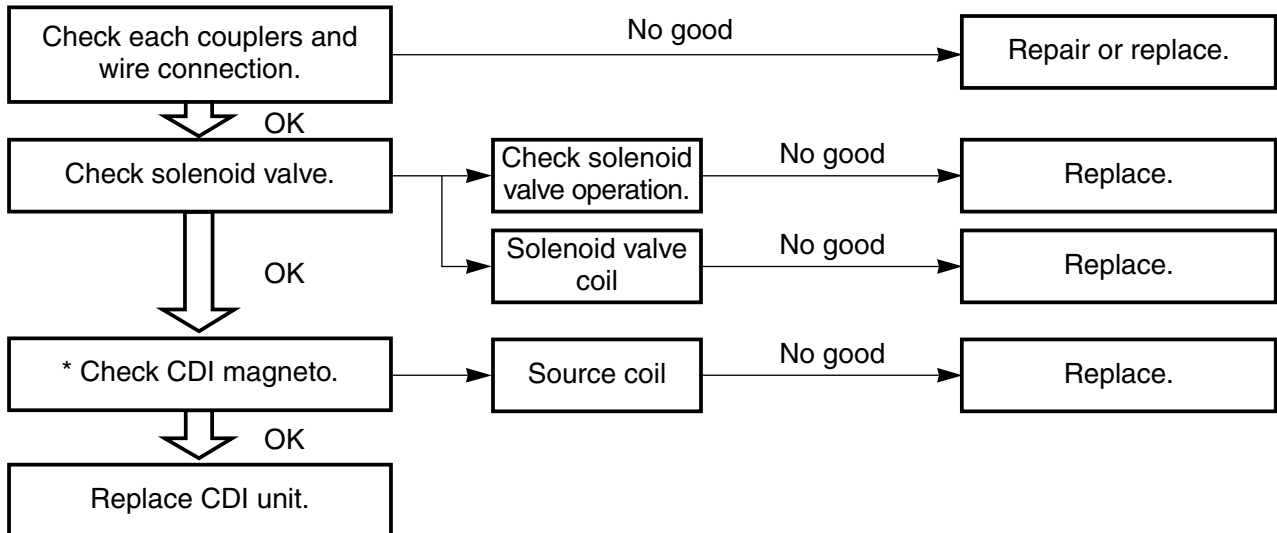 Check each couplers and
wire connection.
No good
Repair or replace.
OK
Check solenoid valve.
Check solenoid
valve operation.
No good
Replace.
Solenoid valve
coil
No good
Replace.
OK
* Check CDI magneto.
Source coil
No good
Replace.
OK
Replace CDI unit.